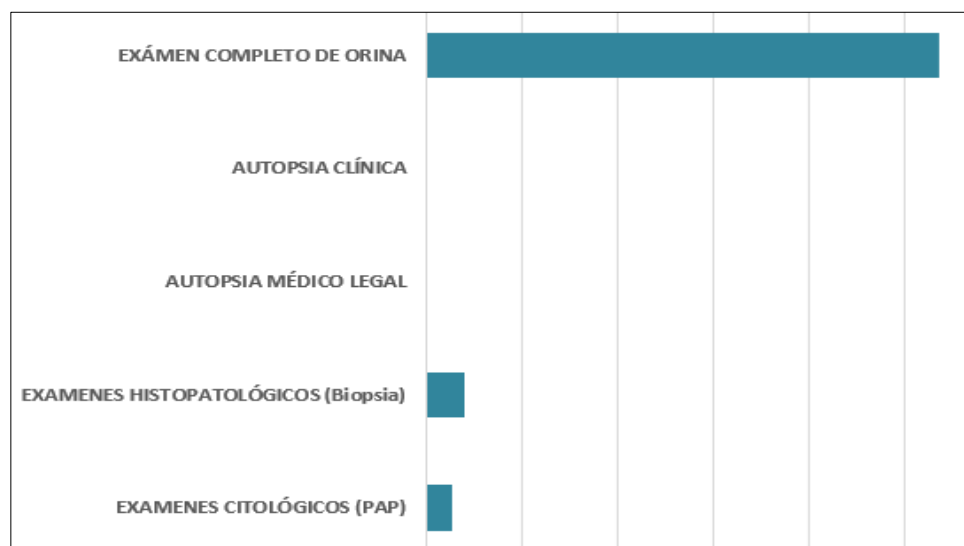 EXÁMEN COMPLETO DE ORINA
AUTOPSIA CLÍNICA
AUTOPSIA MÉDICO LEGAL
EXAMENES HISTOPATOLÓGICOS (Biopsia)
EXAMENES CITOLÓGICOS (PAP)